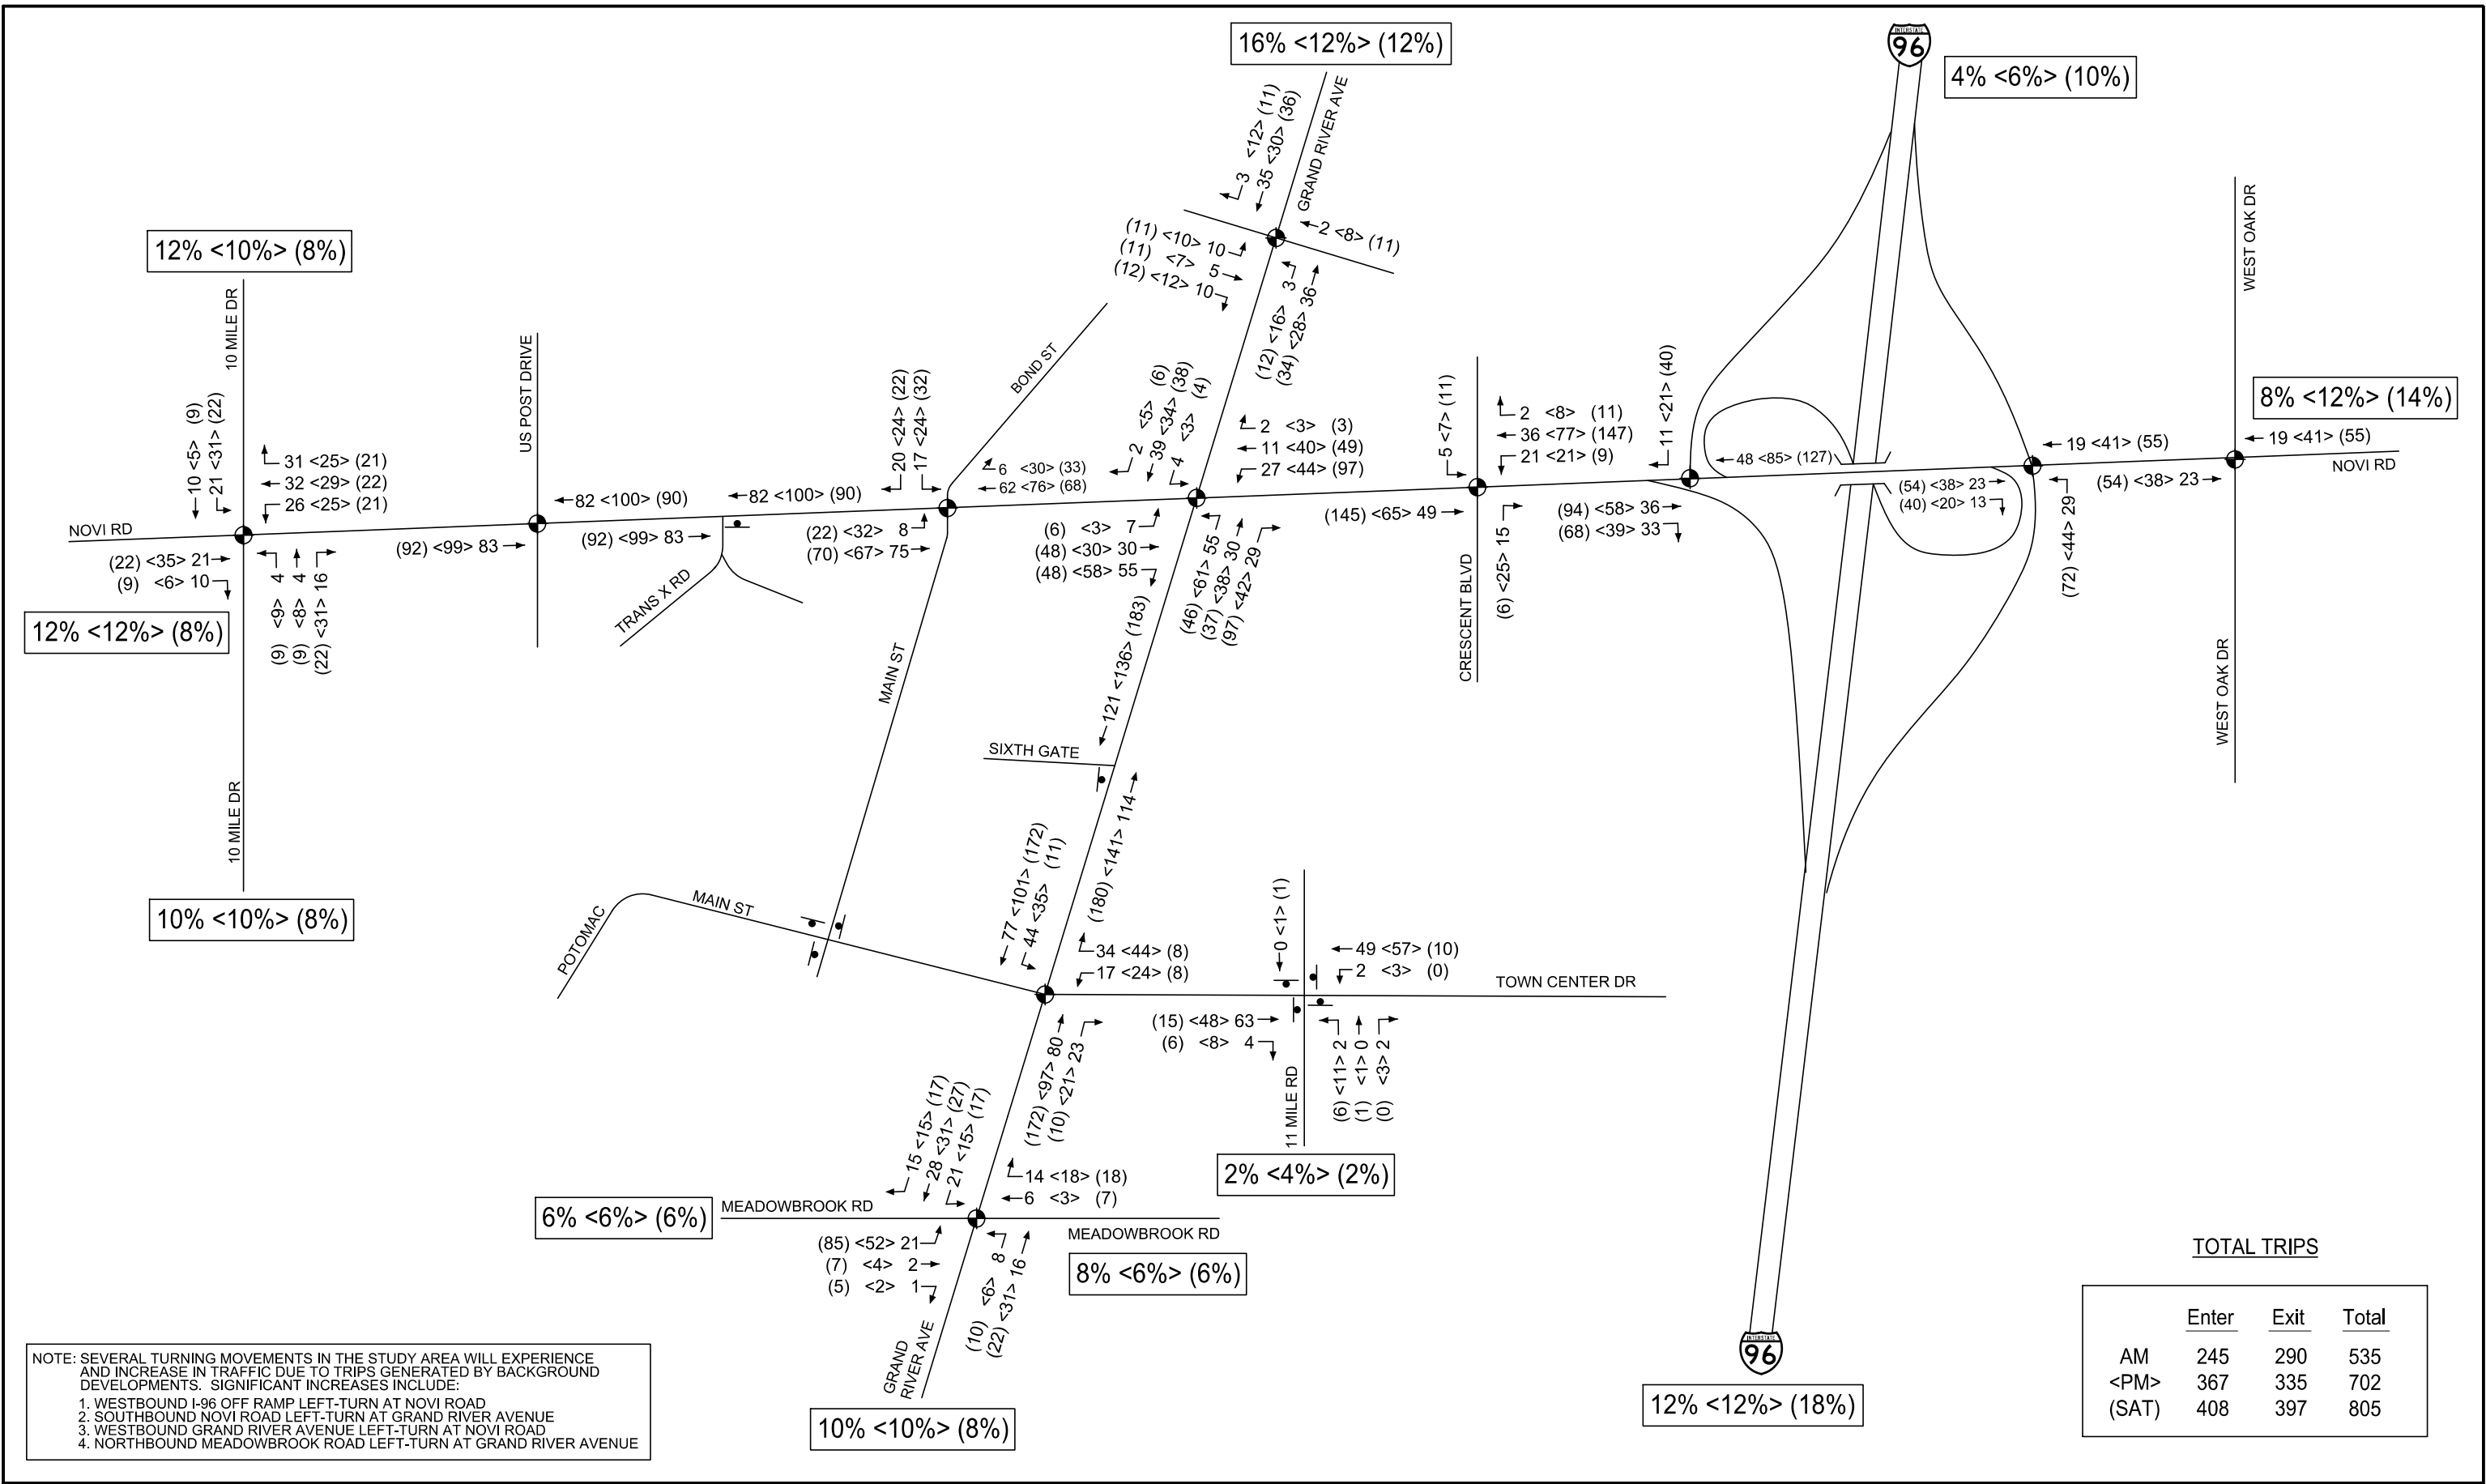 16% <12%> (12%)
INTERSTATE
96
4% <6%> (10%)
3 <12> (11)
35 <30> (36)
GRAND RIVER AVE
2 <8> (11)
(11) <10> 10
(11) <7> 5
(12) <12> 10
(12) <16> 3
(34) <28> 36
12% <10%> (8%)
10 MILE DR
10 <5> (9)
21 <31> (22)
31 <25> (21)
32 <29> (22)
26 <25> (21)
NOVI RD
(22) <35> 21
(9) <6> 10
12% <12%> (8%)
(9) <9> 4
(9) <8> 4
(22) <31> 16
10 MILE DR
10% <10%> (8%)
US POST DRIVE
82 <100> (90)
(92) <99> 83
82 <100> (90)
(92) <99> 83
TRANS X RD
BOND ST
20 <24> (22)
17 <24> (32)
6 <30> (33)
62 <76> (68)
(22) <32> 8
(70) <67> 75
MAIN ST
2 <5> (6)
39 <34> (38)
4 <3> (4)
2 <3> (3)
11 <40> (49)
27 <44> (97)
(6) <3> 7
(48) <30> 30
(48) <58> 55
(46) <61> 55
(37) <38> 30
(97) <42> 29
5 <7> (11)
2 <8> (11)
36 <77> (147)
21 <21> (9)
(145) <65> 49
(6) <25> 15
CRESCENT BLVD
11 <21> (40)
(94) <58> 36
(68) <39> 33
48 <85> (127)
(54) <38> 23
(40) <20> 13
19 <41> (55)
(72) <44> 29
WEST OAK DR
8% <12%> (14%)
19 <41> (55)
NOVI RD
(54) <38> 23
WEST OAK DR
121 <136> (183)
SIXTH GATE
(180) <141> 114
POTOMAC
MAIN ST
77 <101> (172)
44 <35> (11)
34 <44> (8)
17 <24> (8)
(172) <97> 80
(10) <21> 23
0 <1> (1)
49 <57> (10)
2 <3> (0)
TOWN CENTER DR
(15) <48> 63
(6) <8> 4
(6) <11> 2
(1) <1> 0
(0) <3> 2
11 MILE RD
2% <4%> (2%)
15 <15> (17)
28 <31> (27)
21 <15> (17)
14 <18> (18)
6 <3> (7)
6% <6%> (6%)
MEADOWBROOK RD
MEADOWBROOK RD
(85) <52> 21
(7) <4> 2
(5) <2> 1
(10) <6> 8
(22) <31> 16
8% <6%> (6%)
GRAND
RIVER AVE
10% <10%> (8%)
INTERSTATE
96
12% <12%> (18%)
NOTE: SEVERAL TURNING MOVEMENTS IN THE STUDY AREA WILL EXPERIENCE
AND INCREASE IN TRAFFIC DUE TO TRIPS GENERATED BY BACKGROUND
DEVELOPMENTS. SIGNIFICANT INCREASES INCLUDE:
1. WESTBOUND I-96 OFF RAMP LEFT-TURN AT NOVI ROAD
2. SOUTHBOUND NOVI ROAD LEFT-TURN AT GRAND RIVER AVENUE
3. WESTBOUND GRAND RIVER AVENUE LEFT-TURN AT NOVI ROAD
4. NORTHBOUND MEADOWBROOK ROAD LEFT-TURN AT GRAND RIVER AVENUE
TOTAL TRIPS
Enter Exit Total
AM 245 290 535
<PM> 367 335 702
(SAT) 408 397 805